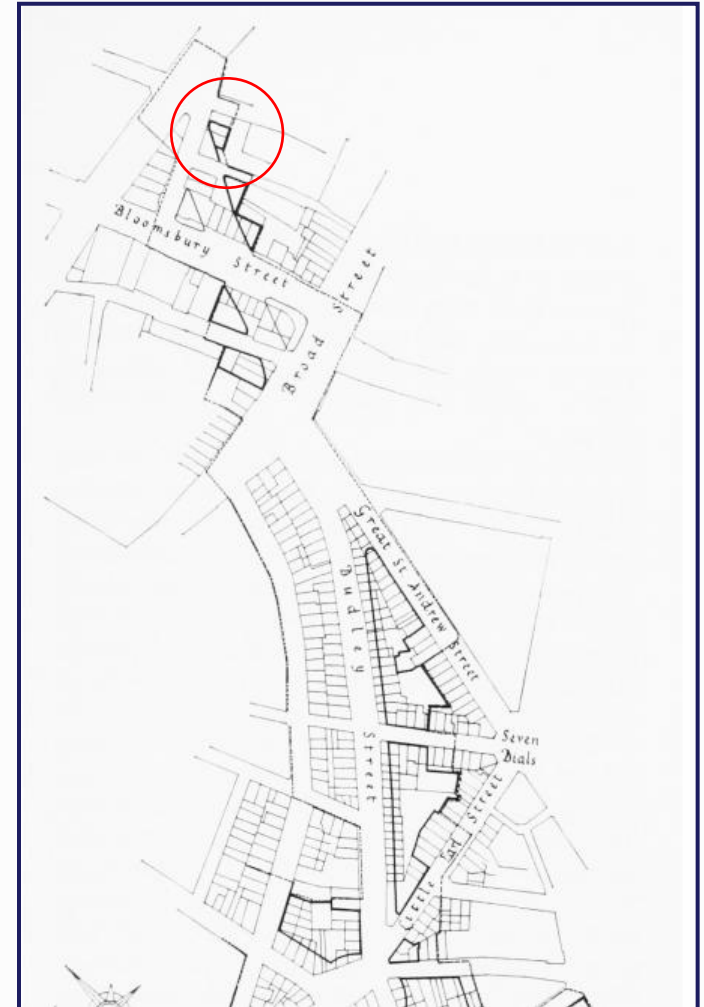 Bloomsbury Street
Broad Street
Great St Andrew Street
Dudley Street
Seven
Dials
Little Earl Street